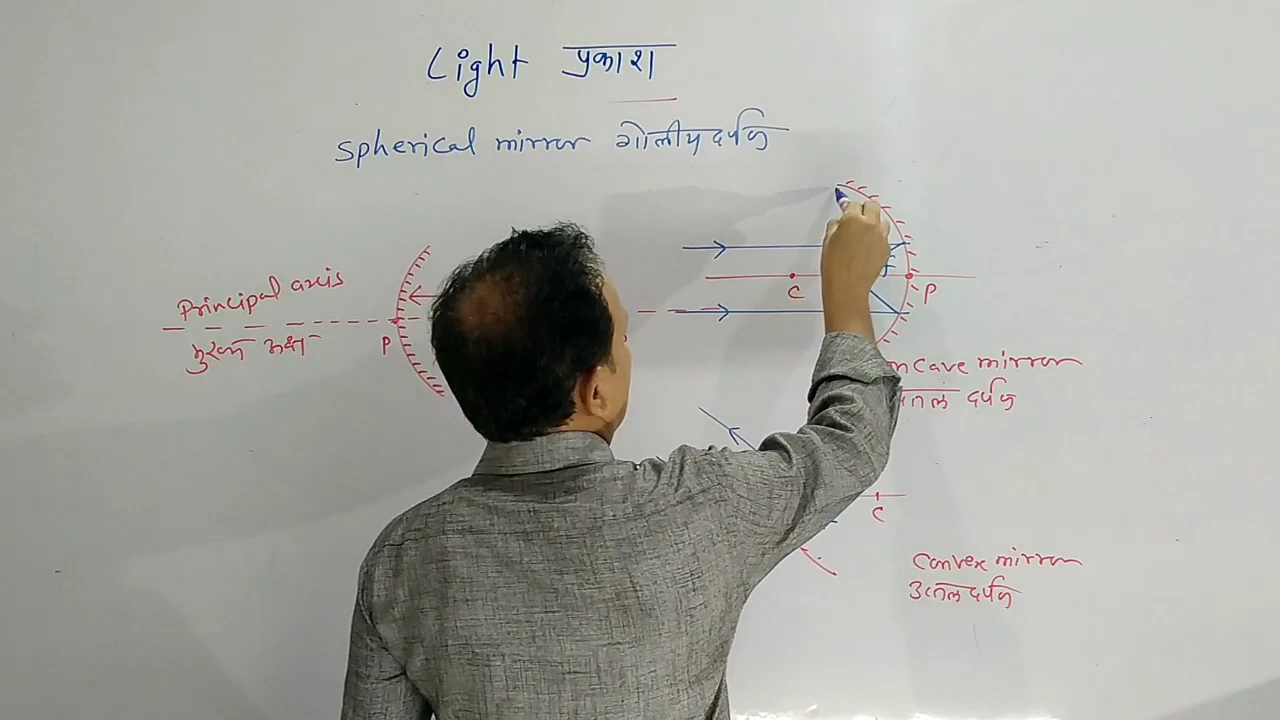 Light प्रकाश
Spherical mirror गोलीय दर्पण
Principal axis
मुख्य अक्ष
P
C
P
ncave mirror
तल दर्पण
C
Convex mirror
उत्तल दर्पण